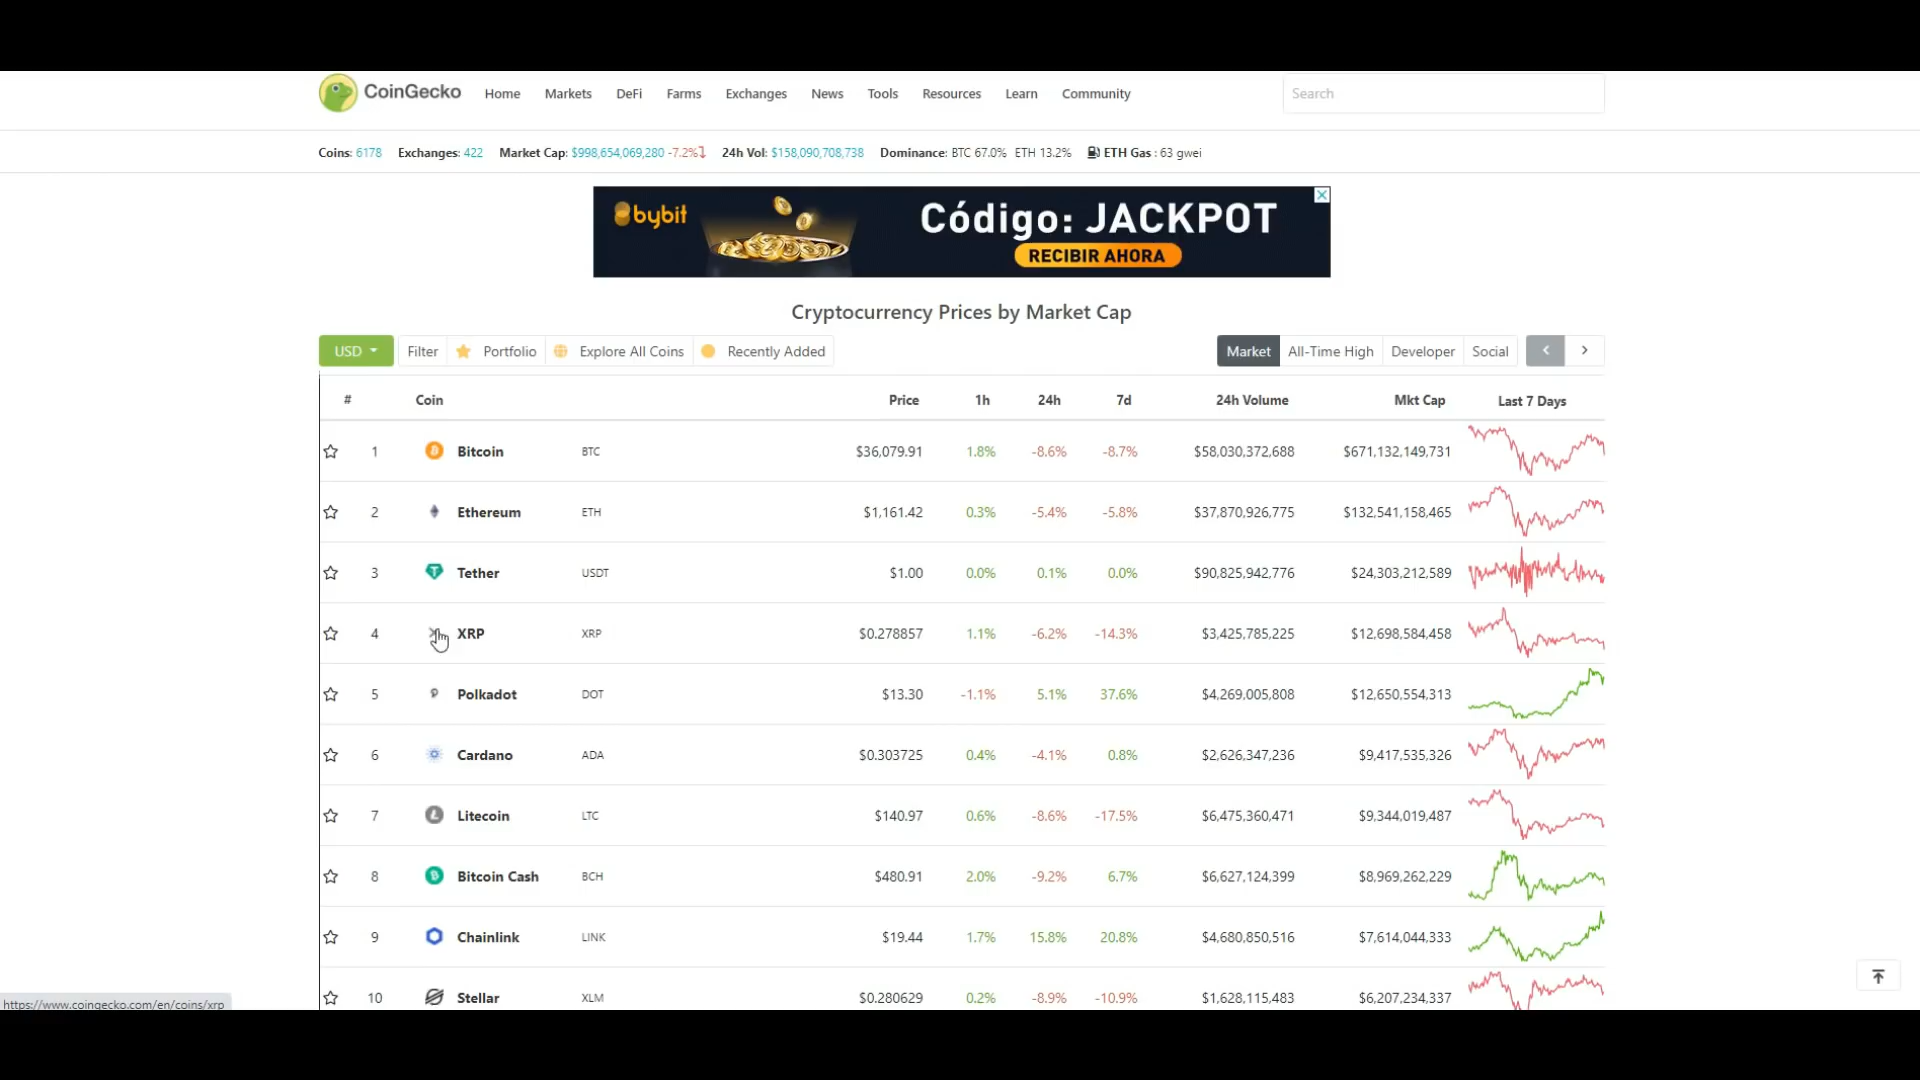 CoinGecko Home Markets DeFi Farms Exchanges News Tools Resources Learn Community Search
Coins: 6178 Exchanges: 422 Market Cap: $998,654,069,280 -7.2% 24h Vol: $158,090,708,738 Dominance: BTC 67.0% ETH 13.2% ETH Gas : 63 gwei
bybit Código: JACKPOT
RECIBIR AHORA
Cryptocurrency Prices by Market Cap
USD Filter Portfolio Explore All Coins Recently Added Market All-Time High Developer Social
# Coin Price 1h 24h 7d 24h Volume Mkt Cap Last 7 Days
1 Bitcoin BTC $36,079.91 1.8% -8.6% -8.7% $58,030,372,688 $671,132,149,731
2 Ethereum ETH $1,161.42 0.3% -5.4% -5.8% $37,870,926,775 $132,541,158,465
3 Tether USDT $1.00 0.0% 0.1% 0.0% $90,825,942,776 $24,303,212,589
4 XRP XRP $0.278857 1.1% -6.2% -14.3% $3,425,785,225 $12,698,584,458
5 Polkadot DOT $13.30 -1.1% 5.1% 37.6% $4,269,005,808 $12,650,554,313
6 Cardano ADA $0.303725 0.4% -4.1% 0.8% $2,626,347,236 $9,417,535,326
7 Litecoin LTC $140.97 0.6% -8.6% -17.5% $6,475,360,471 $9,344,019,487
8 Bitcoin Cash BCH $480.91 2.0% -9.2% 6.7% $6,627,124,399 $8,969,262,229
9 Chainlink LINK $19.44 1.7% 15.8% 20.8% $4,680,850,516 $7,614,044,333
10 Stellar XLM $0.280629 0.2% -8.9% -10.9% $1,628,115,483 $6,207,234,337
https://www.coingecko.com/en/coins/xrp